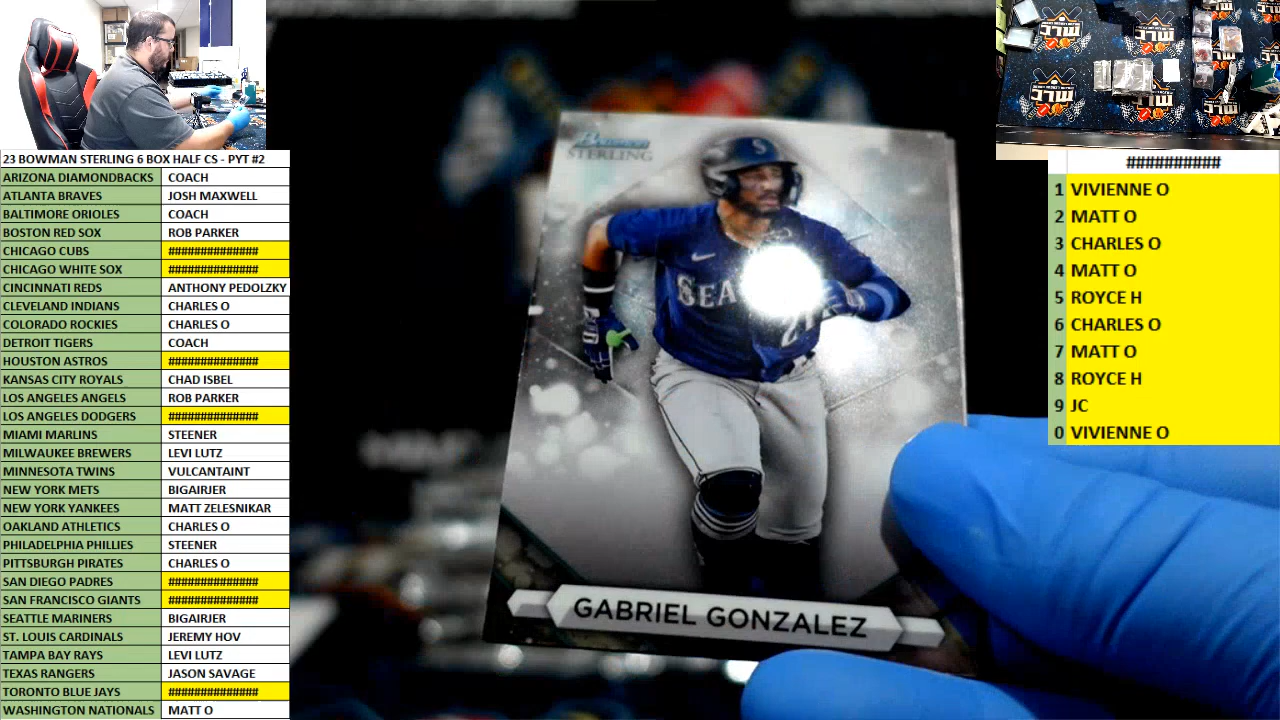 23 BOWMAN STERLING 6 BOX HALF CS - PYT #2
ARIZONA DIAMONDBACKS COACH
ATLANTA BRAVES JOSH MAXWELL
BALTIMORE ORIOLES COACH
BOSTON RED SOX ROB PARKER
CHICAGO CUBS ##############
CHICAGO WHITE SOX ##############
CINCINNATI REDS ANTHONY PEDOLZKY
CLEVELAND INDIANS CHARLES O
COLORADO ROCKIES CHARLES O
DETROIT TIGERS COACH
HOUSTON ASTROS ##############
KANSAS CITY ROYALS CHAD ISBEL
LOS ANGELES ANGELS ROB PARKER
LOS ANGELES DODGERS ##############
MIAMI MARLINS STEENER
MILWAUKEE BREWERS LEVI LUTZ
MINNESOTA TWINS VULCANTAINT
NEW YORK METS BIGAIRJER
NEW YORK YANKEES MATT ZELESNIKAR
OAKLAND ATHLETICS CHARLES O
PHILADELPHIA PHILLIES STEENER
PITTSBURGH PIRATES CHARLES O
SAN DIEGO PADRES ##############
SAN FRANCISCO GIANTS ##############
SEATTLE MARINERS BIGAIRJER
ST. LOUIS CARDINALS JEREMY HOV
TAMPA BAY RAYS LEVI LUTZ
TEXAS RANGERS JASON SAVAGE
TORONTO BLUE JAYS ##############
WASHINGTON NATIONALS MATT O
Bowman
STERLING
S
SEA
GABRIEL GONZALEZ
##########
1 VIVIENNE O
2 MATT O
3 CHARLES O
4 MATT O
5 ROYCE H
6 CHARLES O
7 MATT O
8 ROYCE H
9 JC
0 VIVIENNE O